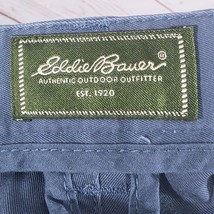 Eddie Bauer®
AUTHENTIC OUTDOOR OUTFITTER
EST. 1920